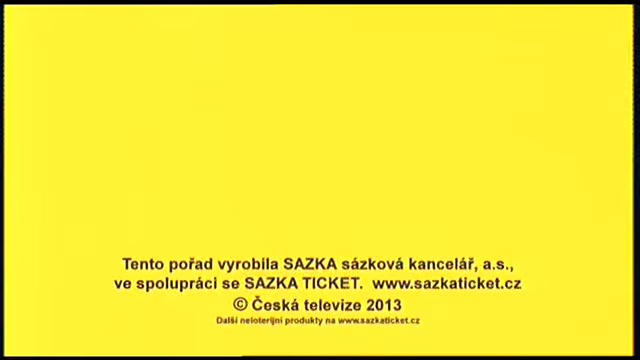 Tento pořad vyrobila SAZKA sázková kancelář, a.s.,
ve spolupráci se SAZKA TICKET. www.sazkaticket.cz
© Česká televize 2013
Další neloterijní produkty na www.sazkaticket.cz